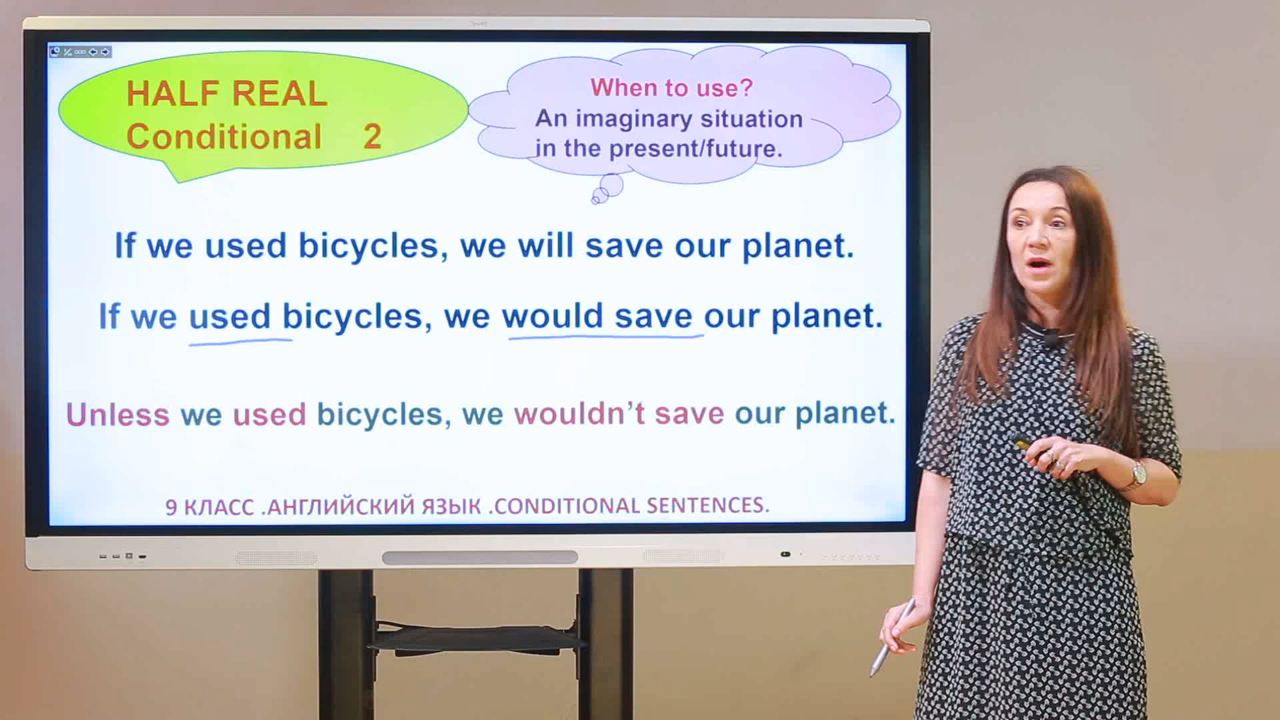 HALF REAL
Conditional 2
When to use?
An imaginary situation
in the present/future.
If we used bicycles, we will save our planet.
If we used bicycles, we would save our planet.
Unless we used bicycles, we wouldn't save our planet.
9 КЛАСС .АНГЛИЙСКИЙ ЯЗЫК .CONDITIONAL SENTENCES.